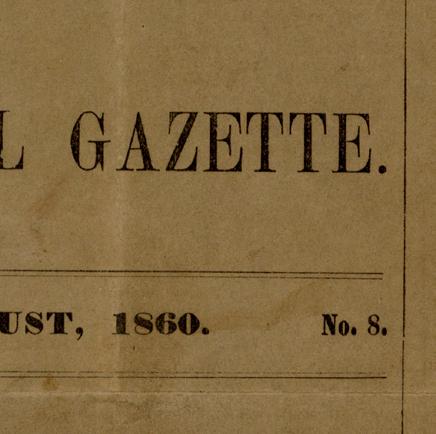 L GAZETTE.
UST, 1860. No. 8.